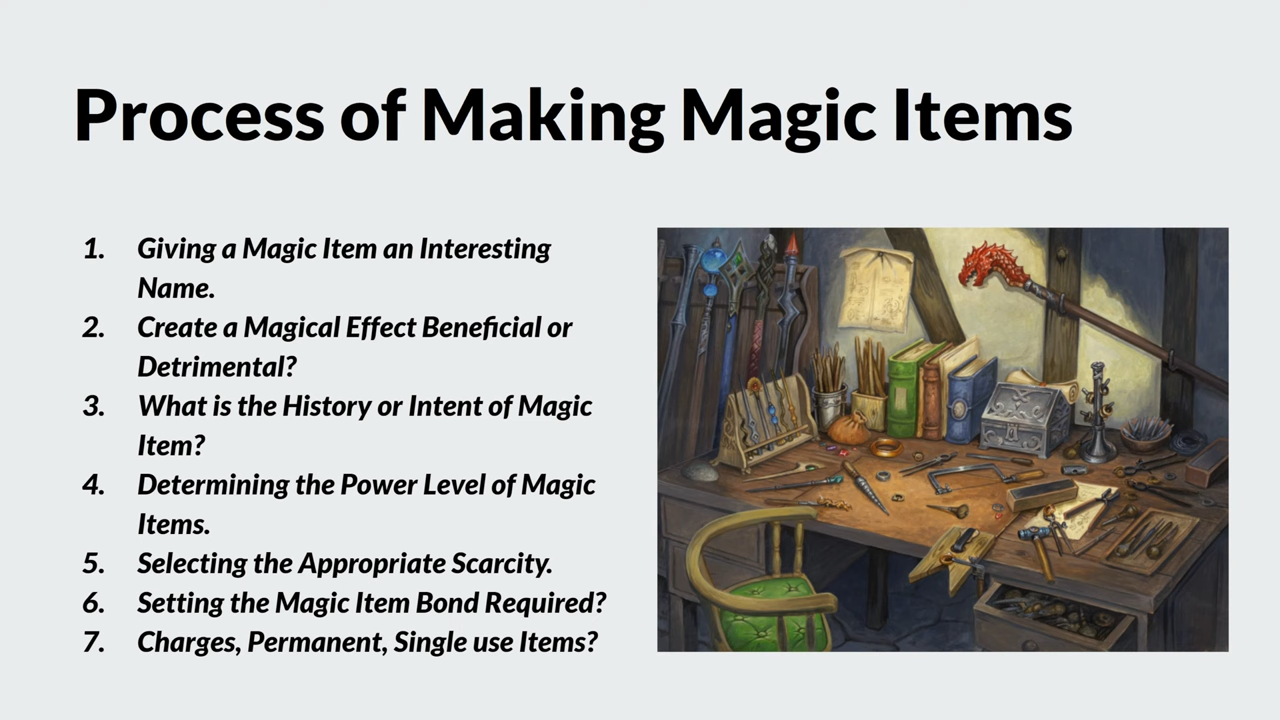 Process of Making Magic Items
1. Giving a Magic Item an Interesting
Name.
2. Create a Magical Effect Beneficial or
Detrimental?
3. What is the History or Intent of Magic
Item?
4. Determining the Power Level of Magic
Items.
5. Selecting the Appropriate Scarcity.
6. Setting the Magic Item Bond Required?
7. Charges, Permanent, Single use Items?